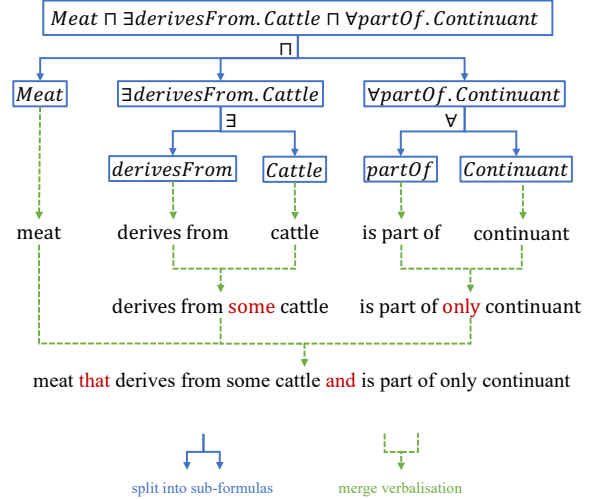 Meat ⊓ ∃derivesFrom.Cattle ⊓ ∀partOf.Continuant
⊓
Meat ∃derivesFrom.Cattle ∀partOf.Continuant
∃ ∀
derivesFrom Cattle partOf Continuant
meat derives from cattle is part of continuant
derives from some cattle is part of only continuant
meat that derives from some cattle and is part of only continuant
split into sub-formulas merge verbalisation